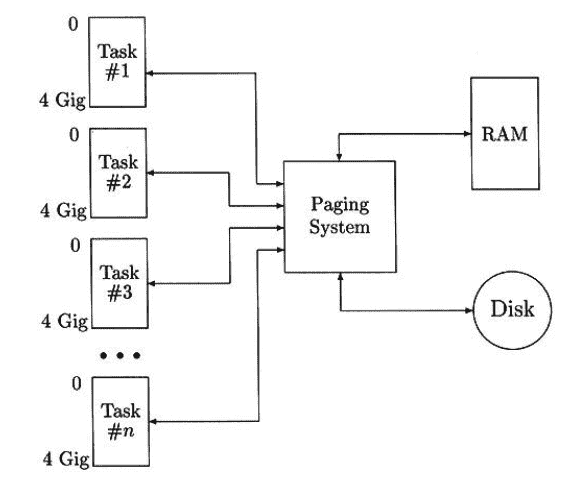 0
Task
#1
4 Gig
0
Task
#2
4 Gig
0
Task
#3
4 Gig
• • •
0
Task
#n
4 Gig
Paging
System
RAM
Disk